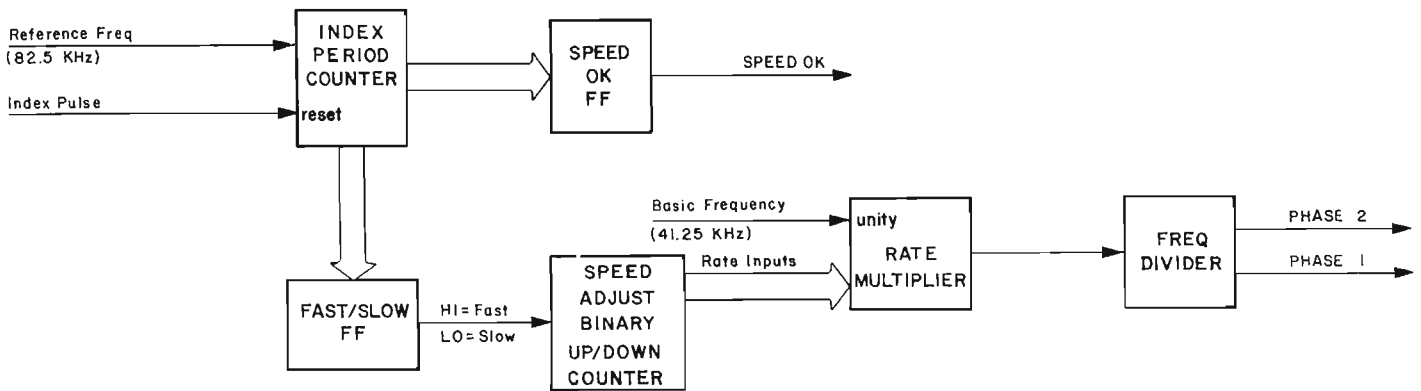 Reference Freq
(82.5 KHz)
Index Pulse
INDEX
PERIOD
COUNTER
reset
SPEED
OK
FF
SPEED OK
FAST/SLOW
FF
HI = Fast
LO = Slow
SPEED
ADJUST
BINARY
UP/DOWN
COUNTER
Basic Frequency
(41.25 KHz)
Rate Inputs
unity
RATE
MULTIPLIER
FREQ
DIVIDER
PHASE 2
PHASE 1